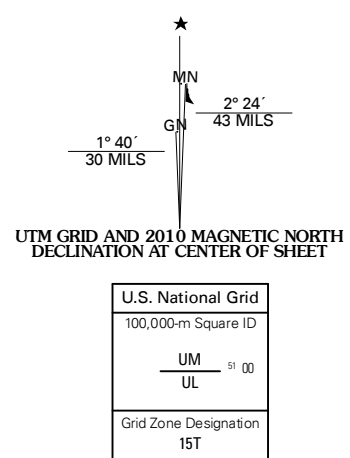 ★
MN
2° 24´
43 MILS
GN
1° 40´
30 MILS
UTM GRID AND 2010 MAGNETIC NORTH
DECLINATION AT CENTER OF SHEET
U.S. National Grid
100,000-m Square ID
UM
51 00
UL
Grid Zone Designation
15T